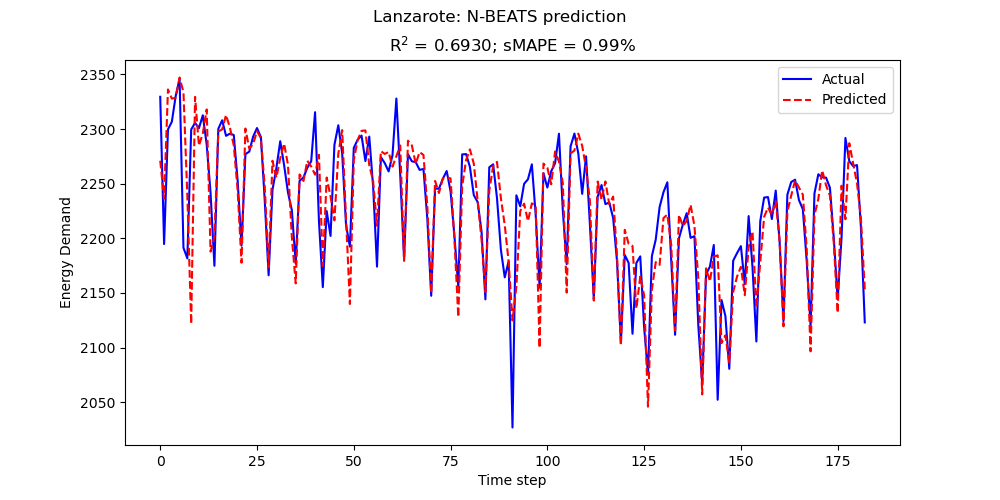 Lanzarote: N-BEATS prediction
R² = 0.6930; sMAPE = 0.99%
Actual
Predicted
Energy Demand
2350
2300
2250
2200
2150
2100
2050
0 25 50 75 100 125 150 175
Time step